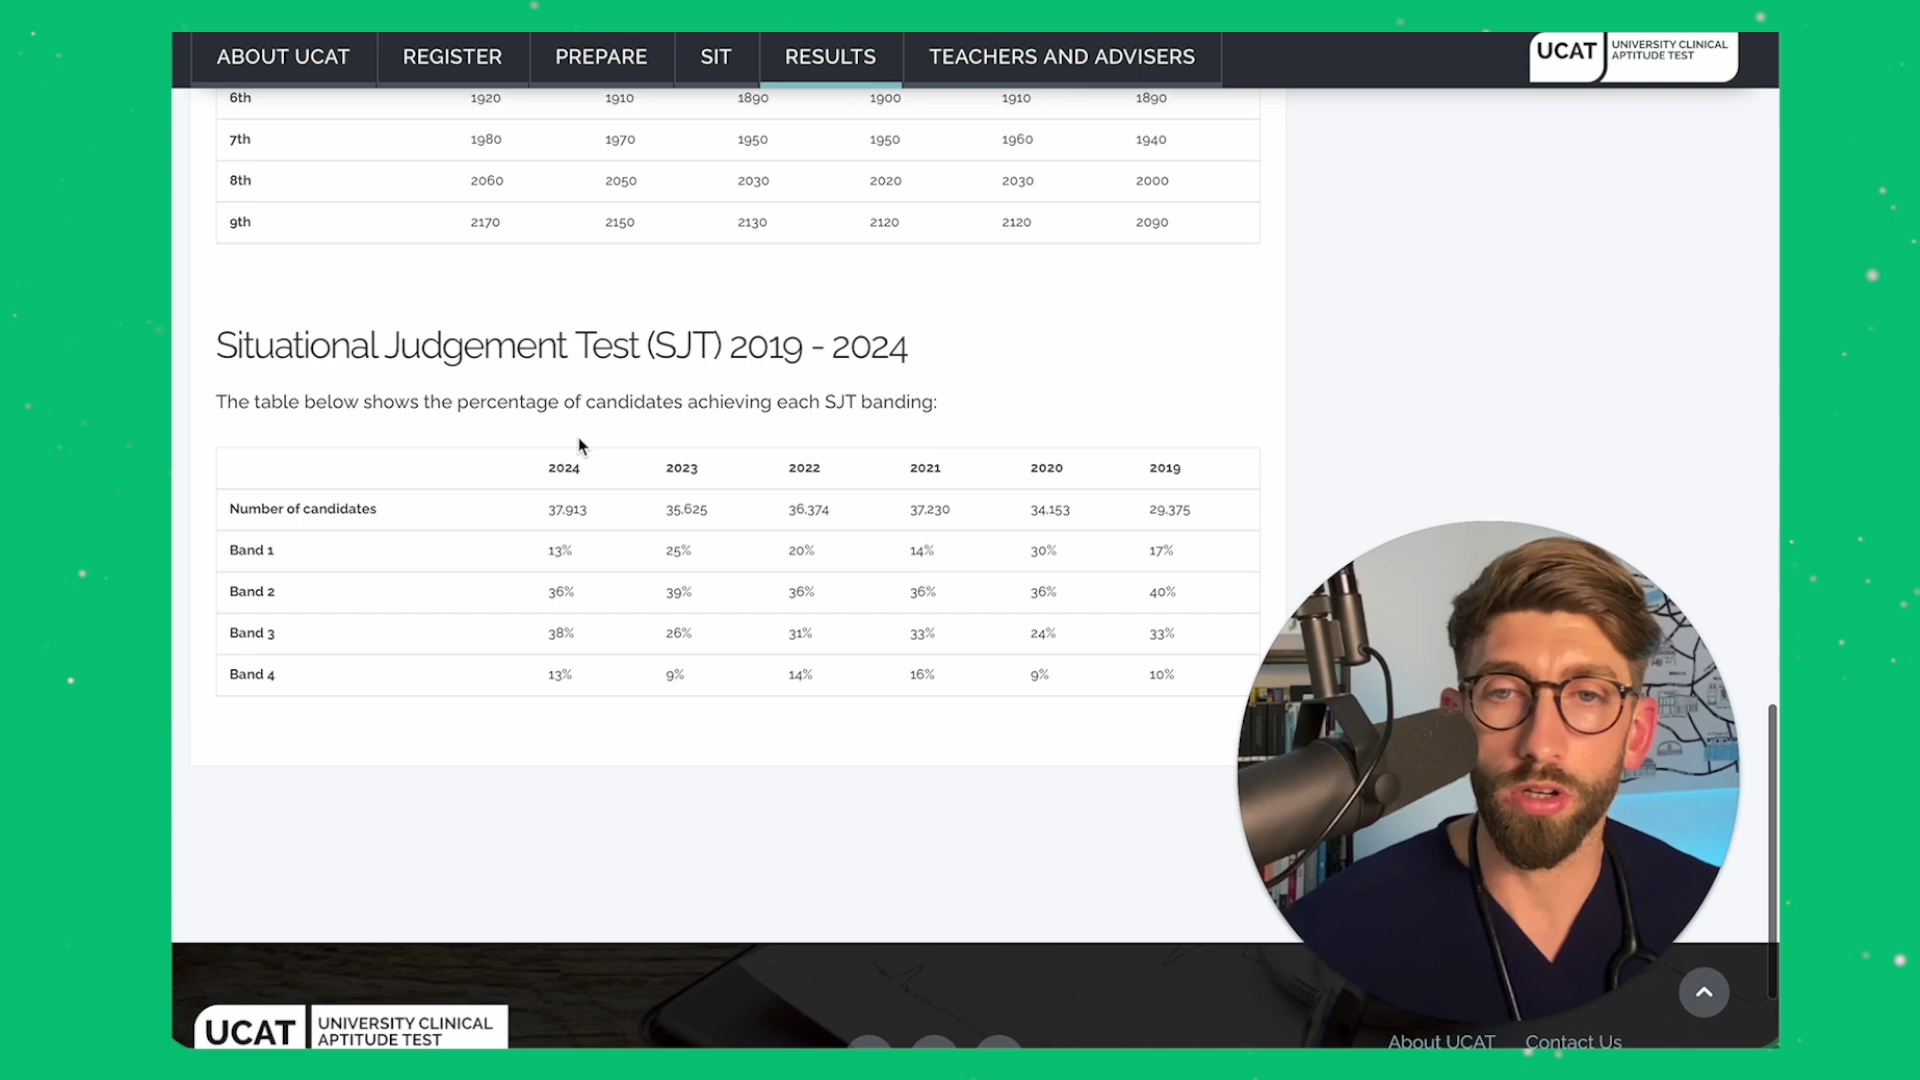 ABOUT UCAT REGISTER PREPARE SIT RESULTS TEACHERS AND ADVISERS
UCAT UNIVERSITY CLINICAL
APTITUDE TEST
6th 1920 1910 1890 1900 1910 1890
7th 1980 1970 1950 1950 1960 1940
8th 2060 2050 2030 2020 2030 2000
9th 2170 2150 2130 2120 2120 2090
Situational Judgement Test (SJT) 2019 - 2024
The table below shows the percentage of candidates achieving each SJT banding:
2024 2023 2022 2021 2020 2019
Number of candidates 37,913 35,625 36,374 37,230 34,153 29,375
Band 1 13% 25% 20% 14% 30% 17%
Band 2 36% 39% 36% 36% 36% 40%
Band 3 38% 26% 31% 33% 24% 33%
Band 4 13% 9% 14% 16% 9% 10%
UCAT UNIVERSITY CLINICAL
APTITUDE TEST
About UCAT Contact Us